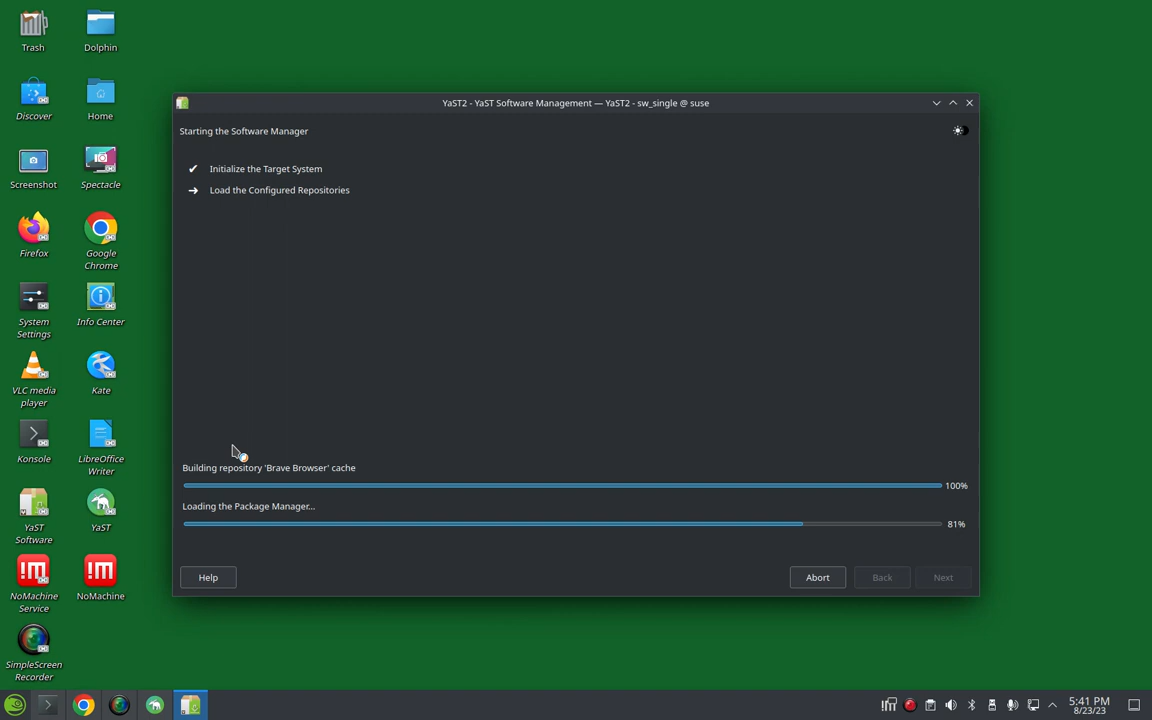 Trash
Dolphin
Discover
Home
Screenshot
Spectacle
Firefox
Google
Chrome
System
Settings
Info Center
VLC media
player
Kate
Konsole
LibreOffice
Writer
YaST
Software
YaST
NoMachine
Service
NoMachine
SimpleScreen
Recorder
YaST2 - YaST Software Management — YaST2 - sw_single @ suse
Starting the Software Manager
✔ Initialize the Target System
➔ Load the Configured Repositories
Building repository 'Brave Browser' cache
100%
Loading the Package Manager...
81%
Help
Abort
Back
Next
5:41 PM
8/23/23